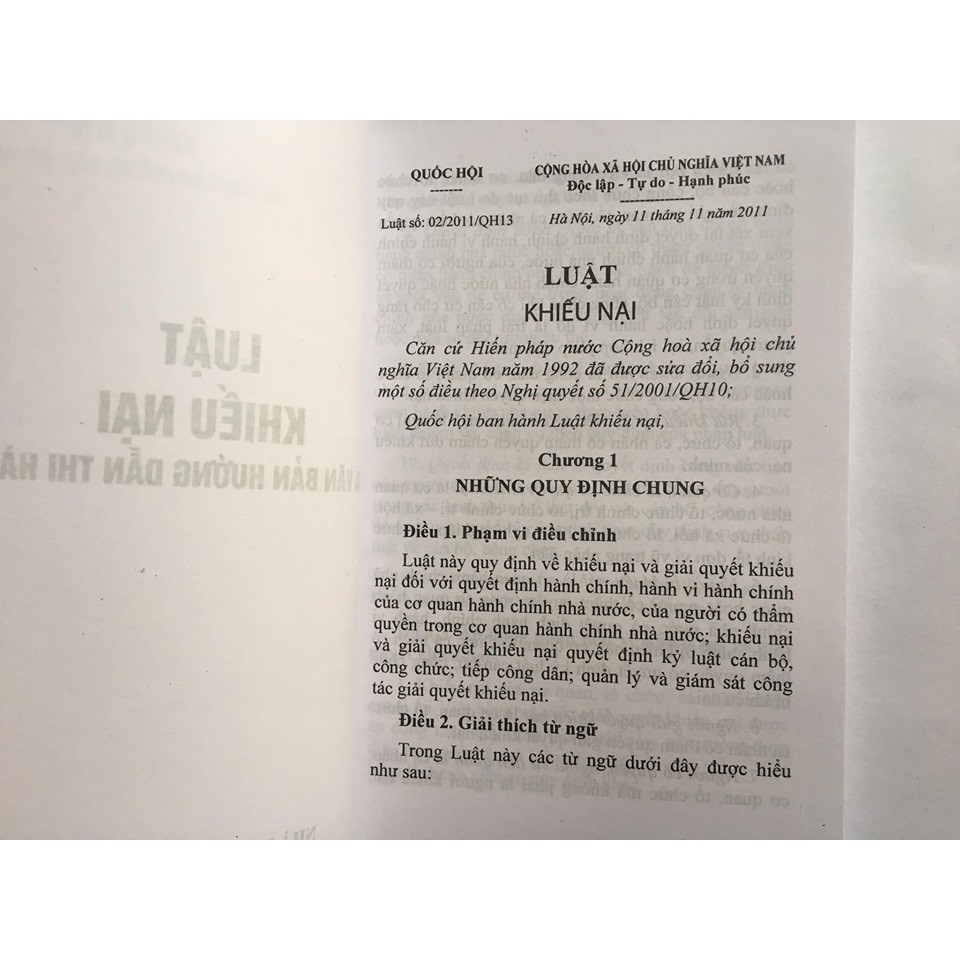 QUỐC HỘI
-------
Luật số: 02/2011/QH13
CỘNG HÒA XÃ HỘI CHỦ NGHĨA VIỆT NAM
Độc lập - Tự do - Hạnh phúc
---------------
Hà Nội, ngày 11 tháng 11 năm 2011
LUẬT
KHIẾU NẠI
Căn cứ Hiến pháp nước Cộng hoà xã hội chủ
nghĩa Việt Nam năm 1992 đã được sửa đổi, bổ sung
một số điều theo Nghị quyết số 51/2001/QH10;
Quốc hội ban hành Luật khiếu nại,
Chương 1
NHỮNG QUY ĐỊNH CHUNG
Điều 1. Phạm vi điều chỉnh
Luật này quy định về khiếu nại và giải quyết khiếu
nại đối với quyết định hành chính, hành vi hành chính
của cơ quan hành chính nhà nước, của người có thẩm
quyền trong cơ quan hành chính nhà nước; khiếu nại
và giải quyết khiếu nại quyết định kỷ luật cán bộ,
công chức; tiếp công dân; quản lý và giám sát công
tác giải quyết khiếu nại.
Điều 2. Giải thích từ ngữ
Trong Luật này các từ ngữ dưới đây được hiểu
như sau:
LUẬT
KHIẾU NẠI
VĂN BẢN HƯỚNG DẪN THI